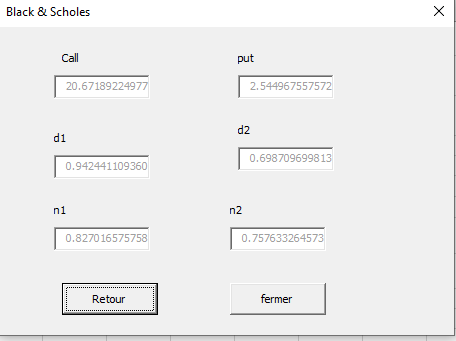 Black & Scholes
Call put
20.67189224977 2.544967557572
d1 d2
0.942441109360 0.698709699813
n1 n2
0.827016575758 0.757633264573
Retour fermer